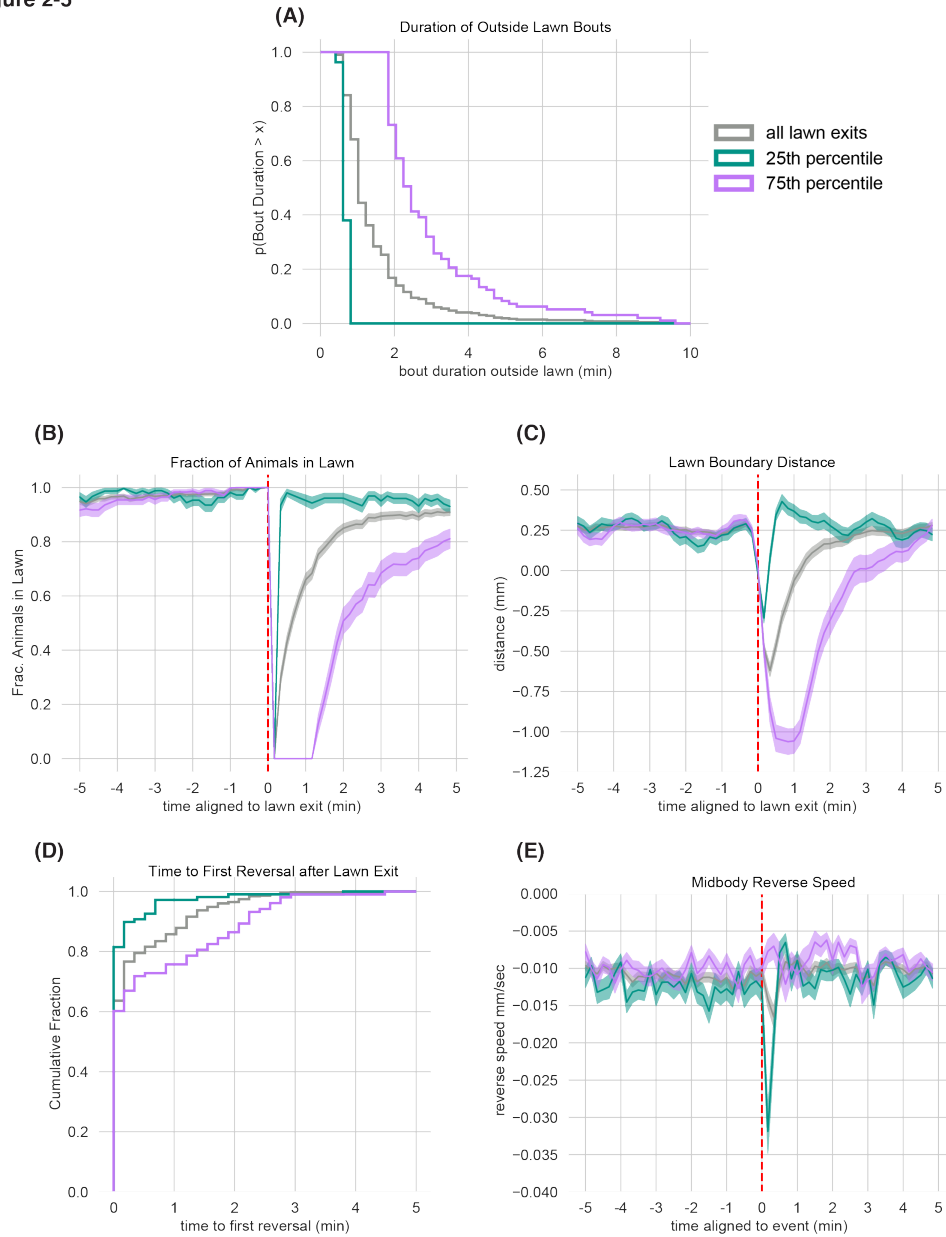 (A)
Duration of Outside Lawn Bouts
1.0
0.8
0.6
0.4
0.2
0.0
p(Bout Duration > x)
0 2 4 6 8 10
bout duration outside lawn (min)
all lawn exits
25th percentile
75th percentile
(B)
Fraction of Animals in Lawn
1.0
0.8
0.6
0.4
0.2
0.0
Frac. Animals in Lawn
-5 -4 -3 -2 -1 0 1 2 3 4 5
time aligned to lawn exit (min)
(C)
Lawn Boundary Distance
0.50
0.25
0.00
−0.25
−0.50
−0.75
−1.00
−1.25
distance (mm)
-5 -4 -3 -2 -1 0 1 2 3 4 5
time aligned to lawn exit (min)
(D)
Time to First Reversal after Lawn Exit
1.0
0.8
0.6
0.4
0.2
0.0
Cumulative Fraction
0 1 2 3 4 5
time to first reversal (min)
(E)
Midbody Reverse Speed
0.000
−0.005
−0.010
−0.015
−0.020
−0.025
−0.030
−0.035
−0.040
reverse speed mm/sec
-5 -4 -3 -2 -1 0 1 2 3 4 5
time aligned to event (min)